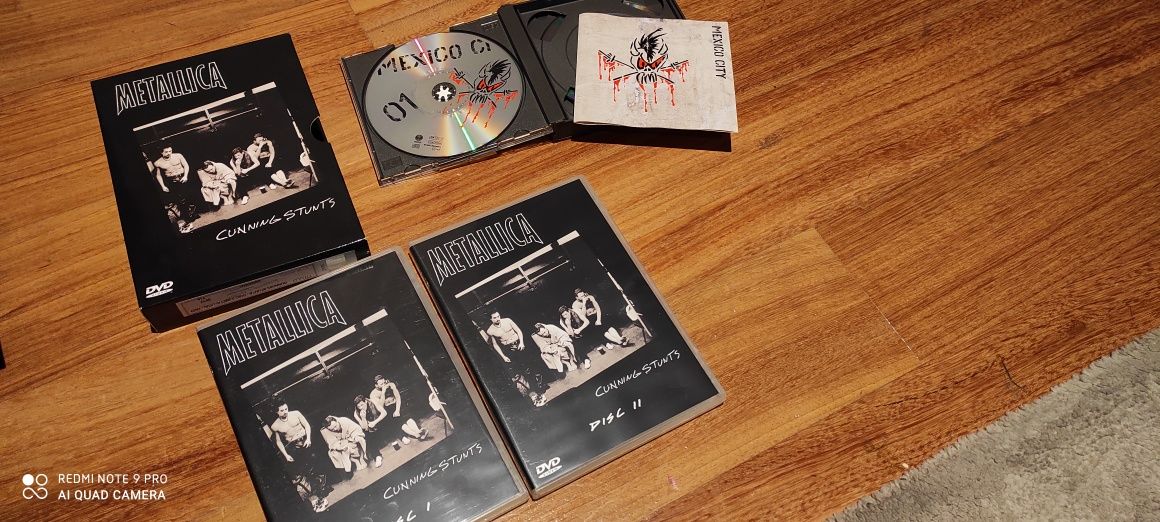 METALLICA
CUNNING STUNTS
DVD
MEXICO CI
01
MEXICO CITY
METALLICA
CUNNING STUNTS
DISC II
DVD
METALLICA
CUNNING STUNTS
SC I
REDMI NOTE 9 PRO
AI QUAD CAMERA